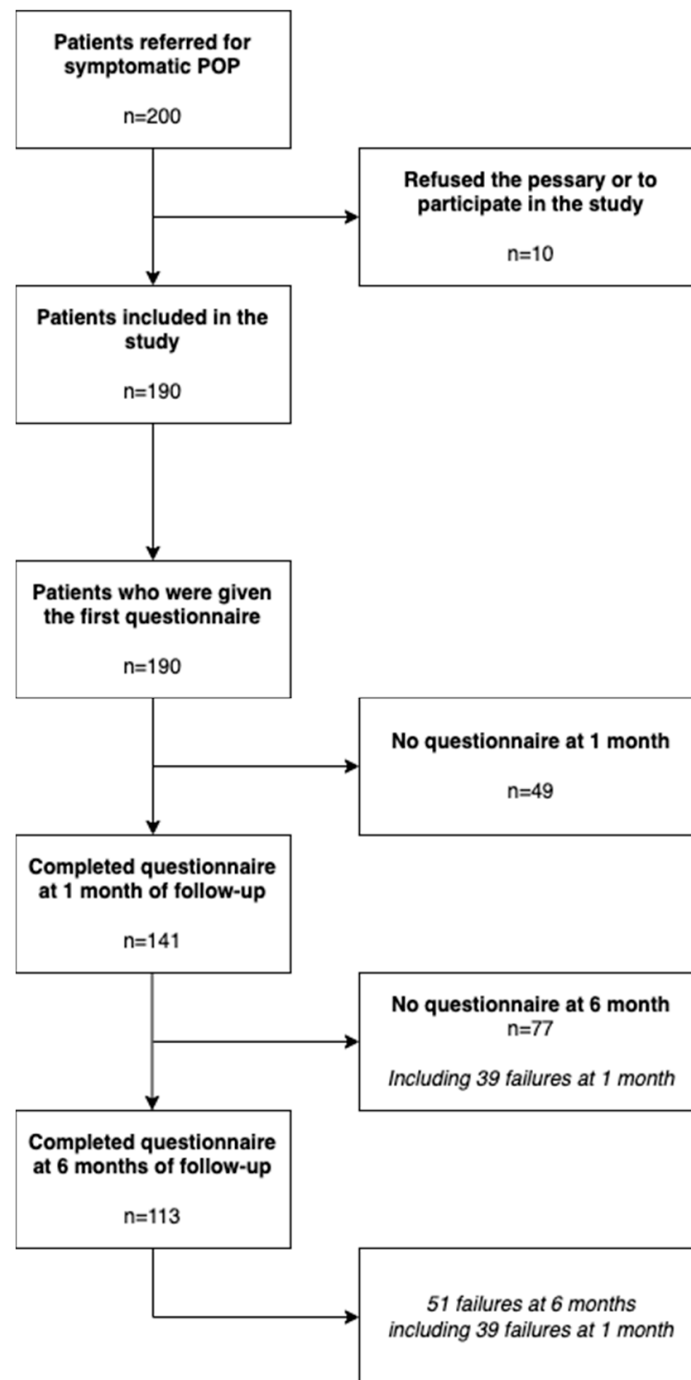 Patients referred for
symptomatic POP
n=200
Refused the pessary or to
participate in the study
n=10
Patients included in the
study
n=190
Patients who were given
the first questionnaire
n=190
No questionnaire at 1 month
n=49
Completed questionnaire
at 1 month of follow-up
n=141
No questionnaire at 6 month
n=77
Including 39 failures at 1 month
Completed questionnaire
at 6 months of follow-up
n=113
51 failures at 6 months
including 39 failures at 1 month